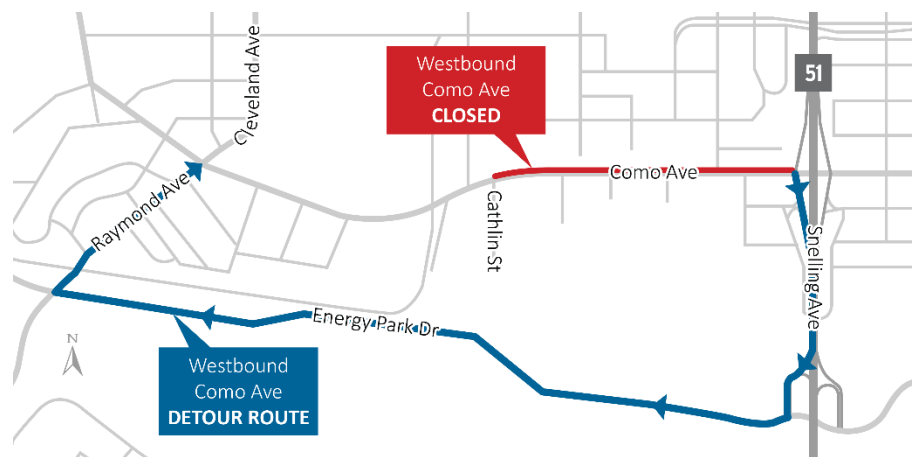 Cleveland Ave
Westbound
Como Ave
CLOSED
51
Como Ave
Raymond Ave
Cathlin St
Snelling Ave
Energy Park Dr
N
Westbound
Como Ave
DETOUR ROUTE